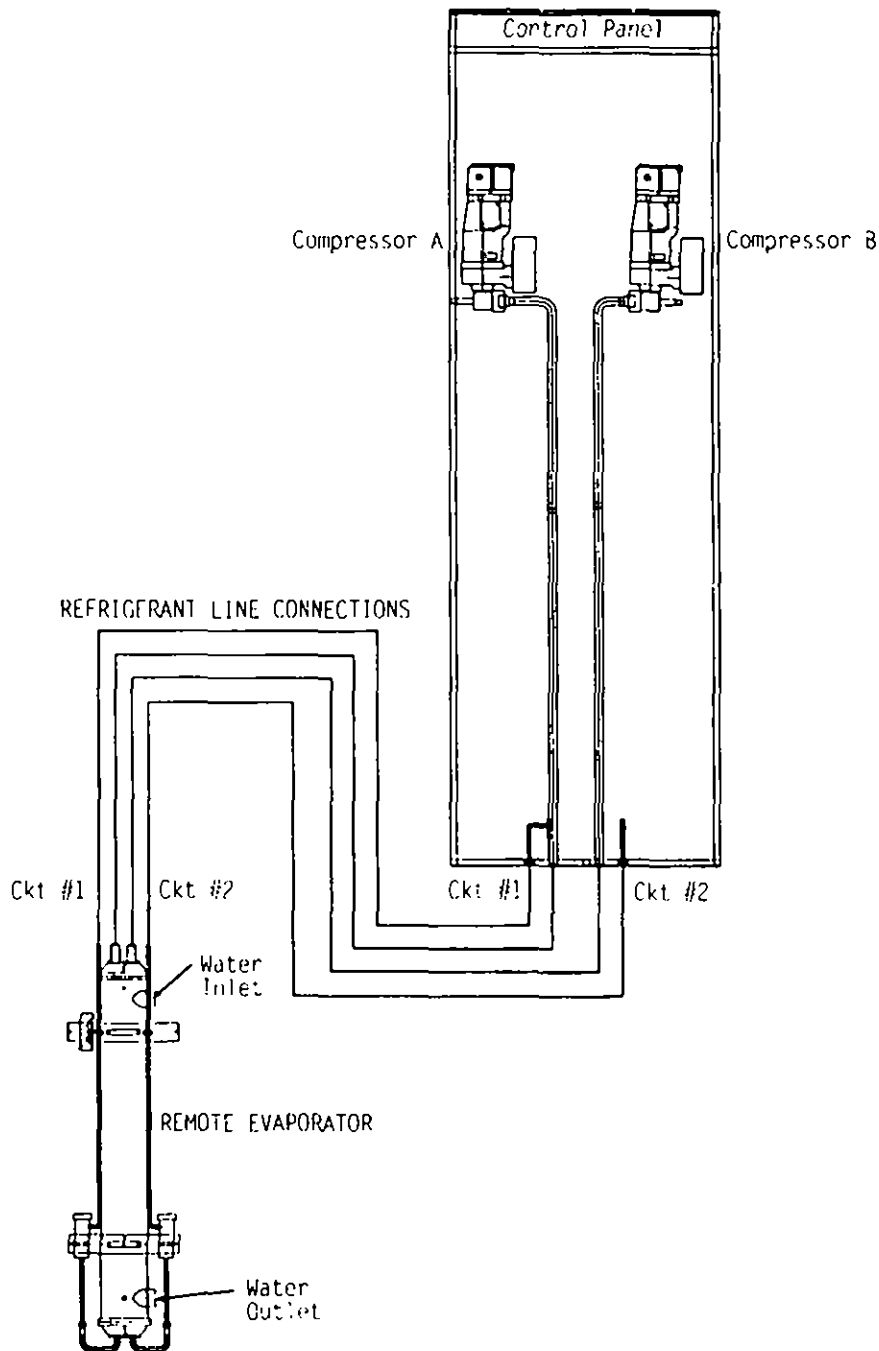 Control Panel
Compressor A
Compressor B
REFRIGERANT LINE CONNECTIONS
Ckt #1
Ckt #2
Ckt #1
Ckt #2
Water
Inlet
REMOTE EVAPORATOR
Water
Outlet